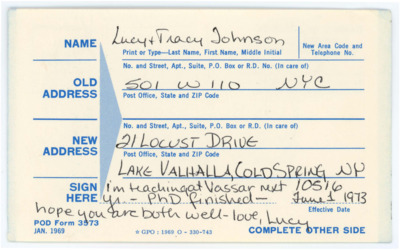 NAME
Lucy & Tracy Johnson
Print or Type—Last Name, First Name, Middle Initial
New Area Code and Telephone No.
No. and Street, Apt., Suite, P.O. Box or R.D. No. (In care of)
OLD ADDRESS
501 W 110 NYC
Post Office, State and ZIP Code
No. and Street, Apt., Suite, P.O. Box or R.D. No. (In care of)
NEW ADDRESS
21 LOCUST DRIVE
Post Office, State and ZIP Code
LAKE VALHALLA, COLD SPRING NY
10516
SIGN HERE
i'm teaching at Vassar next
yr. - PhD finished -
June 1 1973
Effective Date
hope you are both well - love, Lucy
POD Form 3573
JAN. 1969
☆ GPO : 1969 O - 330-743
COMPLETE OTHER SIDE